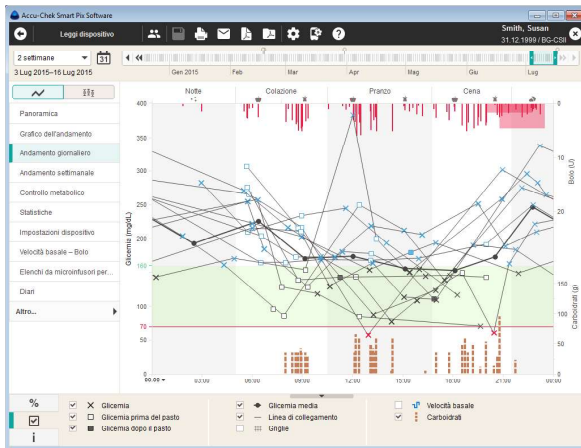 Accu-Chek Smart Pix Software
Leggi dispositivo
Smith, Susan
31.12.1999 / BG-CSII
2 settimane
31
3 Lug 2015–16 Lug 2015
Gen 2015 Feb Mar Apr Mag Giu Lug
Panoramica
Grafico dell'andamento
Andamento giornaliero
Andamento settimanale
Controllo metabolico
Statistiche
Impostazioni dispositivo
Velocità basale – Bolo
Elenchi da microinfusori per...
Diari
Altro...
Notte Colazione Pranzo Cena
Glicemia (mg/dL)
400
350
300
250
200
160
100
70
50
0
0
10
20
Bolo (U)
150
100
50
0
Carboidrati (g)
00:00 03:00 06:00 09:00 12:00 15:00 18:00 21:00 00:00
%
i
Glicemia
Glicemia prima del pasto
Glicemia dopo il pasto
Glicemia media
Linea di collegamento
Griglie
Velocità basale
Carboidrati